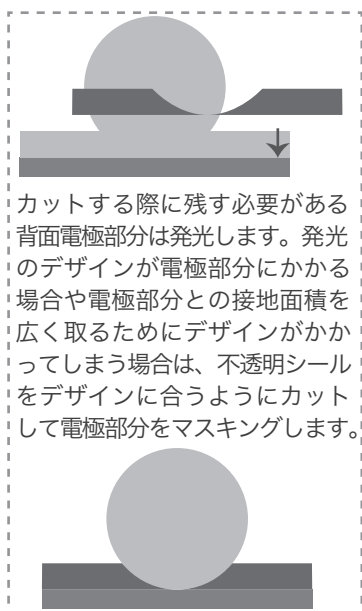 カットする際に残す必要がある
背面電極部分は発光します。発光
のデザインが電極部分にかかる
場合や電極部分との接地面積を
広く取るためにデザインがかか
ってしまう場合は、不透明シール
をデザインに合うようにカット
して電極部分をマスキングします。